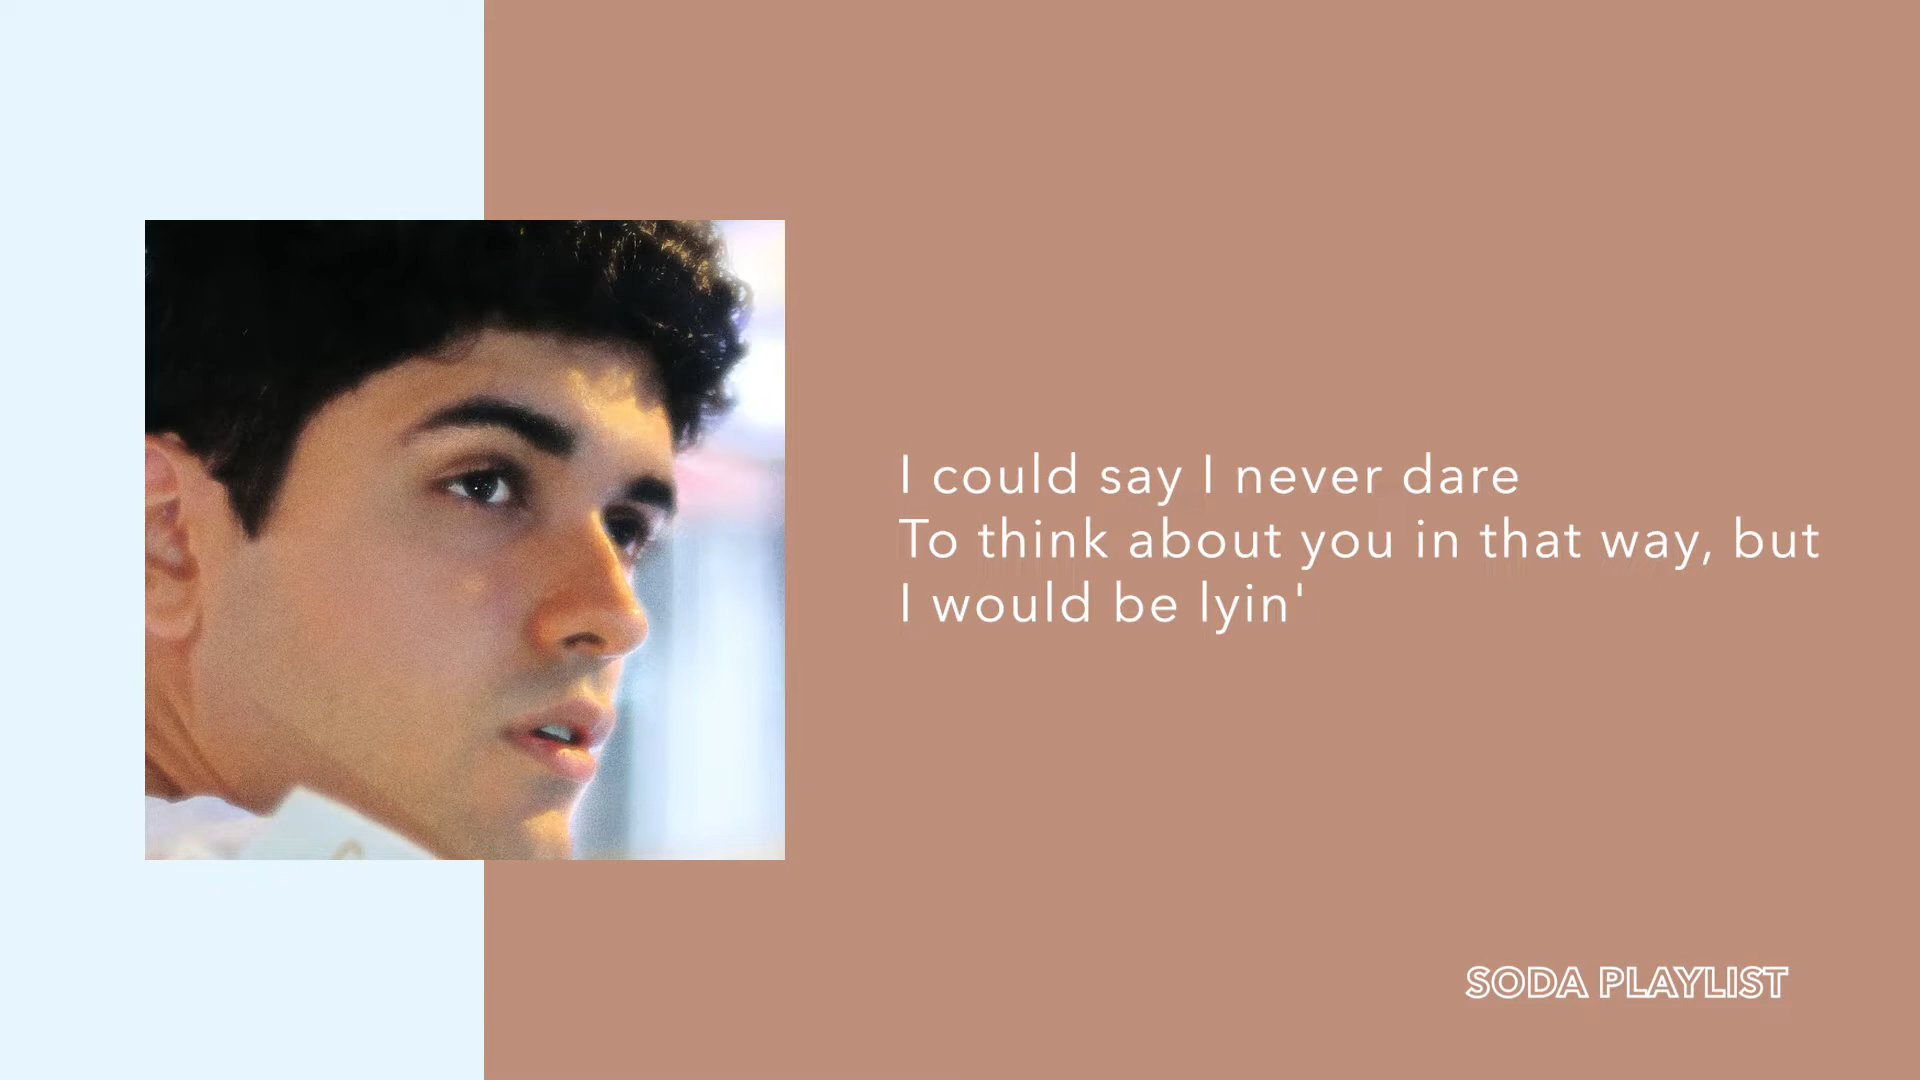 I could say I never dare
To think about you in that way, but
I would be lyin'
SODA PLAYLIST